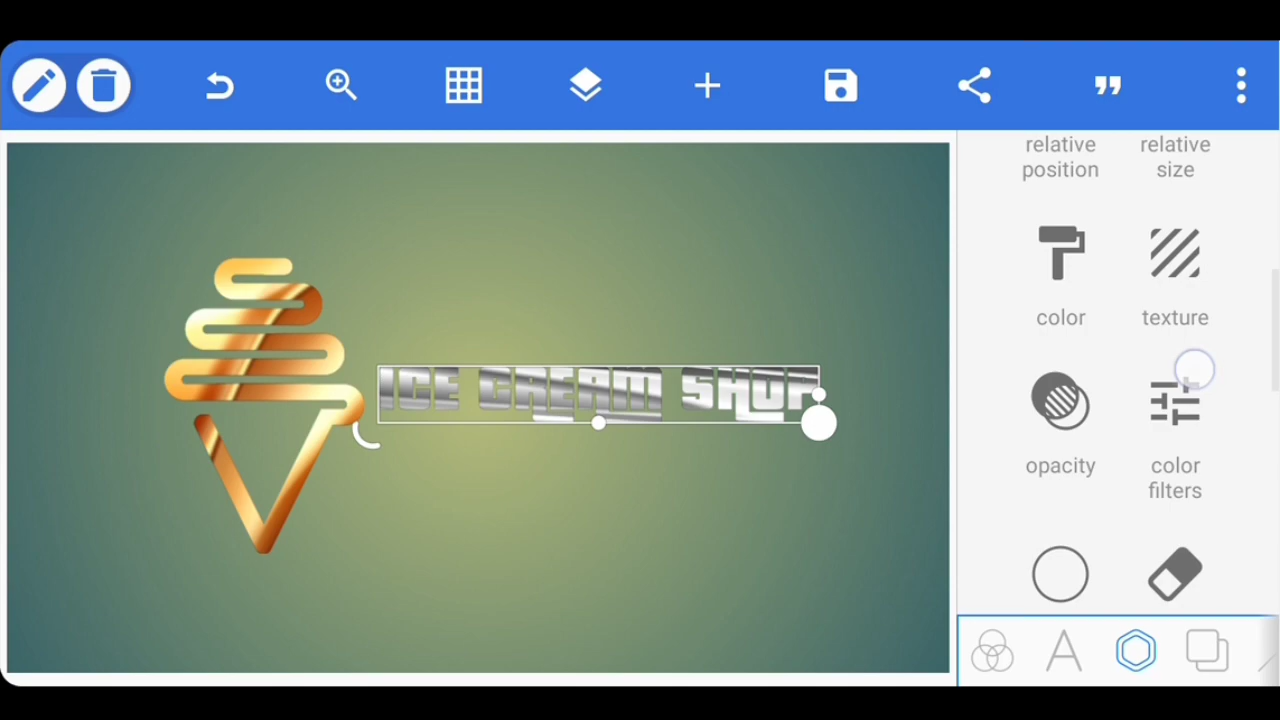 relative
position
relative
size
ICE CREAM SHOP
color
texture
opacity
color
filters